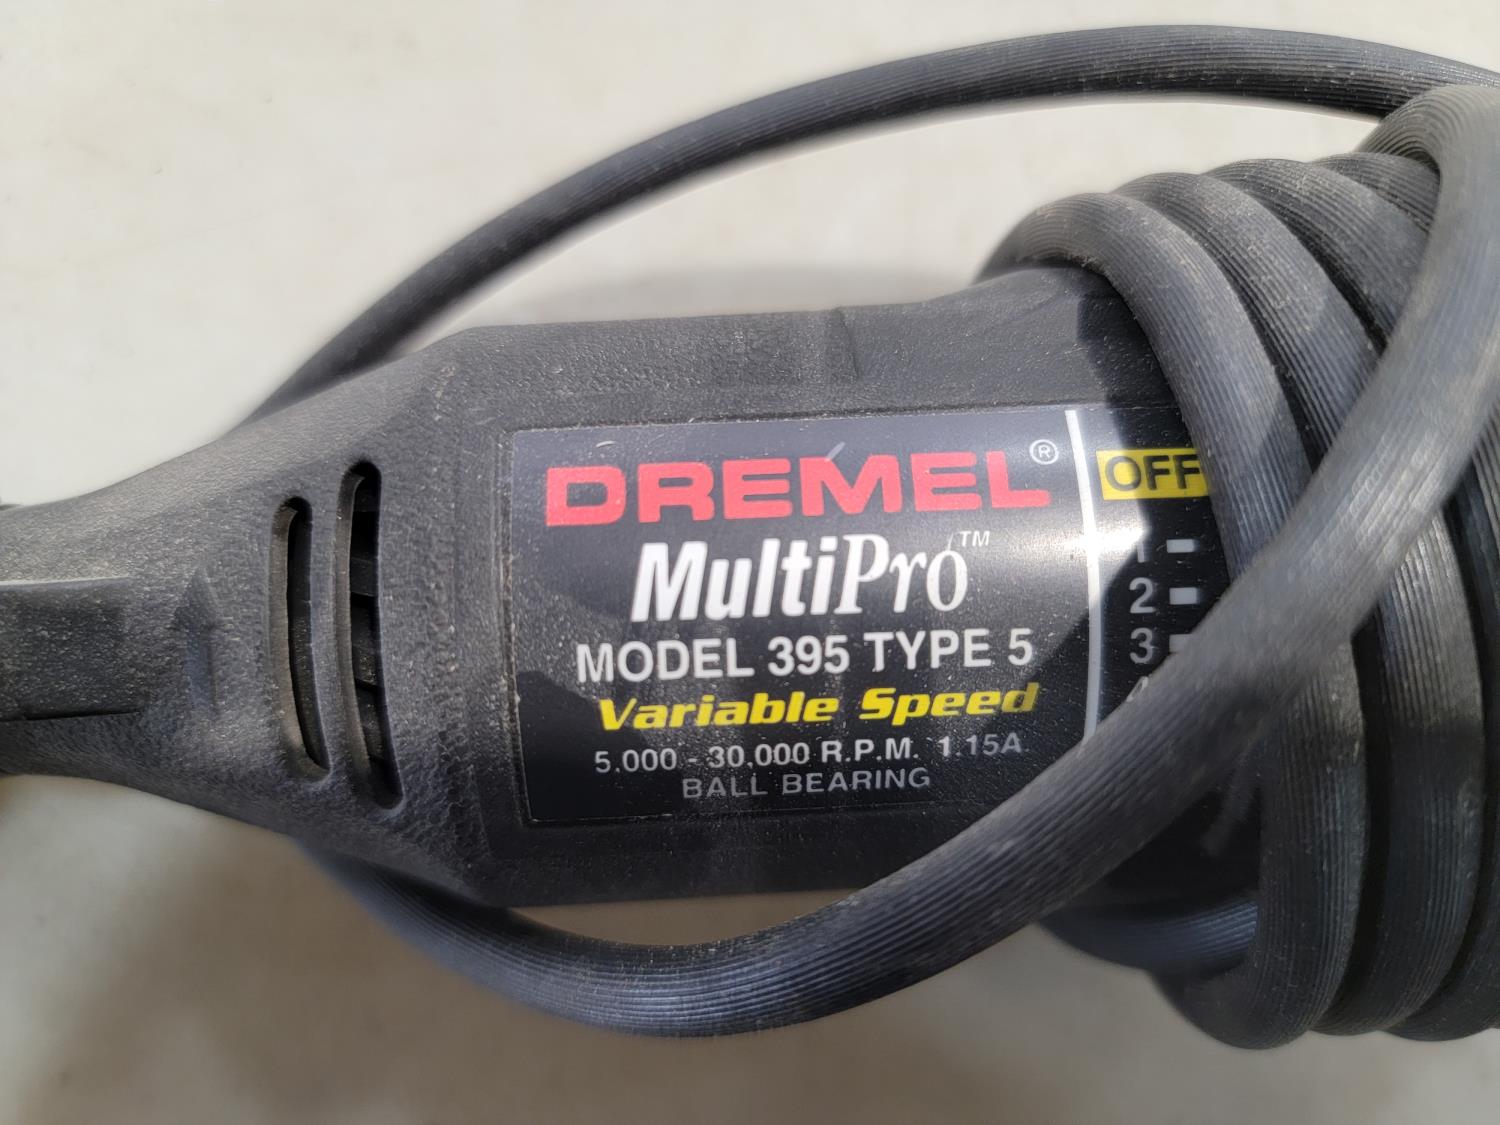 DREMEL®
MultiPro™
MODEL 395 TYPE 5
Variable Speed
5,000 - 30,000 R.P.M. 1.15A.
BALL BEARING
OFF
1
2
3
4